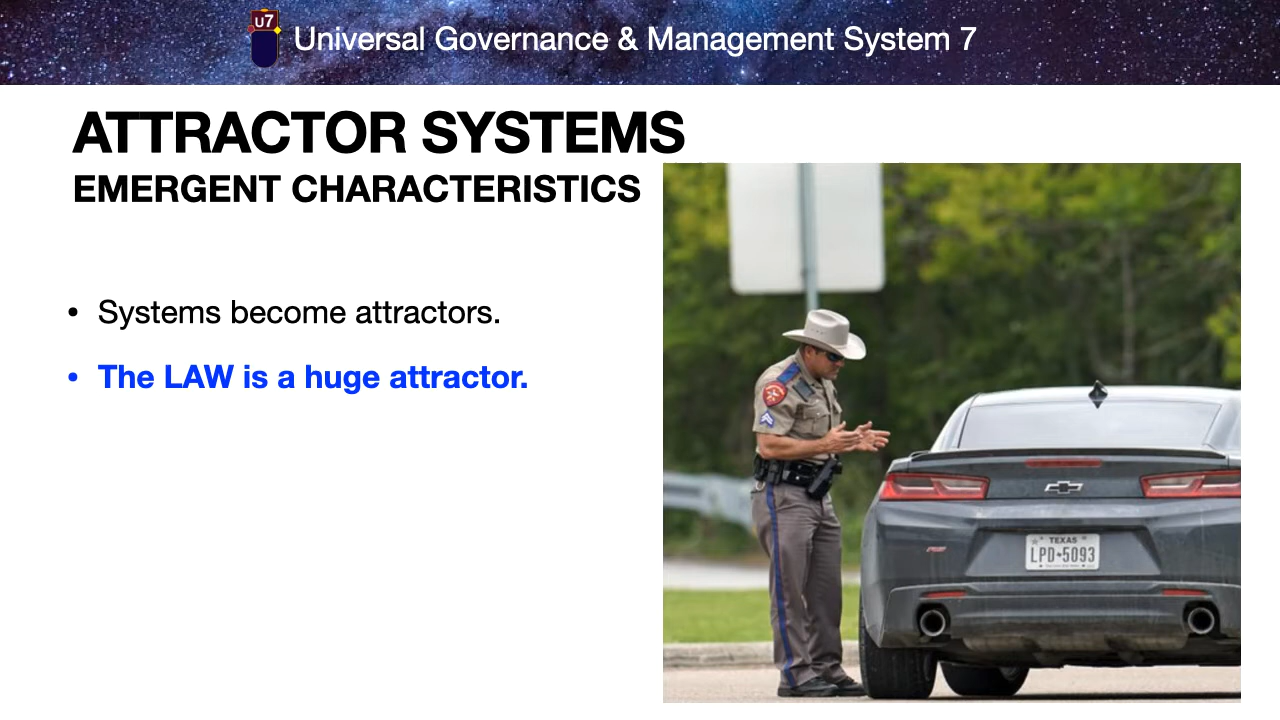 U7
Universal Governance & Management System 7
ATTRACTOR SYSTEMS
EMERGENT CHARACTERISTICS
• Systems become attractors.
• The LAW is a huge attractor.
TEXAS
LPD★5093